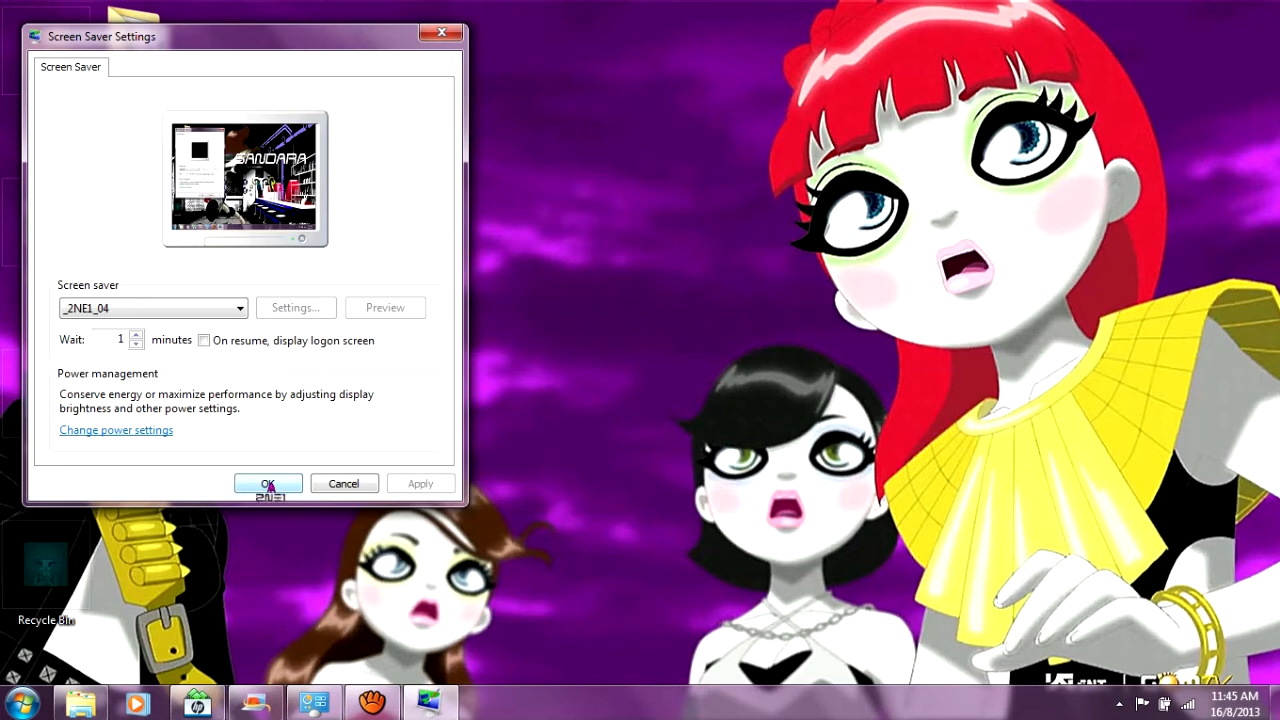 Screen Saver Settings
Screen Saver
SANDARA
Screen saver
_2NE1_04
Settings...
Preview
Wait:
1
minutes
On resume, display logon screen
Power management
Conserve energy or maximize performance by adjusting display
brightness and other power settings.
Change power settings
OK
Cancel
Apply
2NE1
Recycle Bin
hp
11:45 AM
16/8/2013